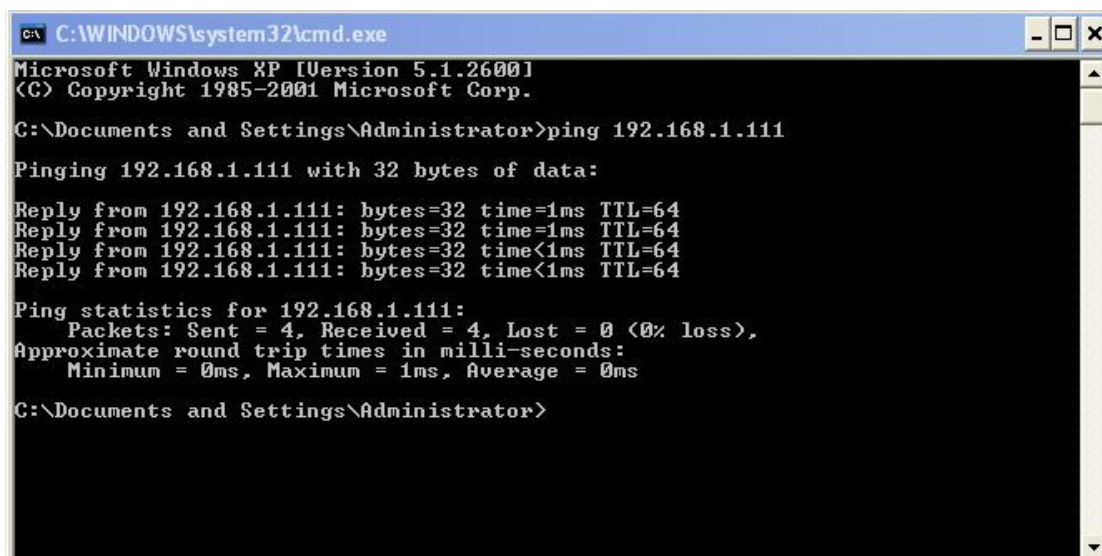 C:\WINDOWS\system32\cmd.exe
Microsoft Windows XP [Version 5.1.2600]
(C) Copyright 1985-2001 Microsoft Corp.
C:\Documents and Settings\Administrator>ping 192.168.1.111
Pinging 192.168.1.111 with 32 bytes of data:
Reply from 192.168.1.111: bytes=32 time=1ms TTL=64
Reply from 192.168.1.111: bytes=32 time=1ms TTL=64
Reply from 192.168.1.111: bytes=32 time<1ms TTL=64
Reply from 192.168.1.111: bytes=32 time<1ms TTL=64
Ping statistics for 192.168.1.111:
    Packets: Sent = 4, Received = 4, Lost = 0 (0% loss),
Approximate round trip times in milli-seconds:
    Minimum = 0ms, Maximum = 1ms, Average = 0ms
C:\Documents and Settings\Administrator>